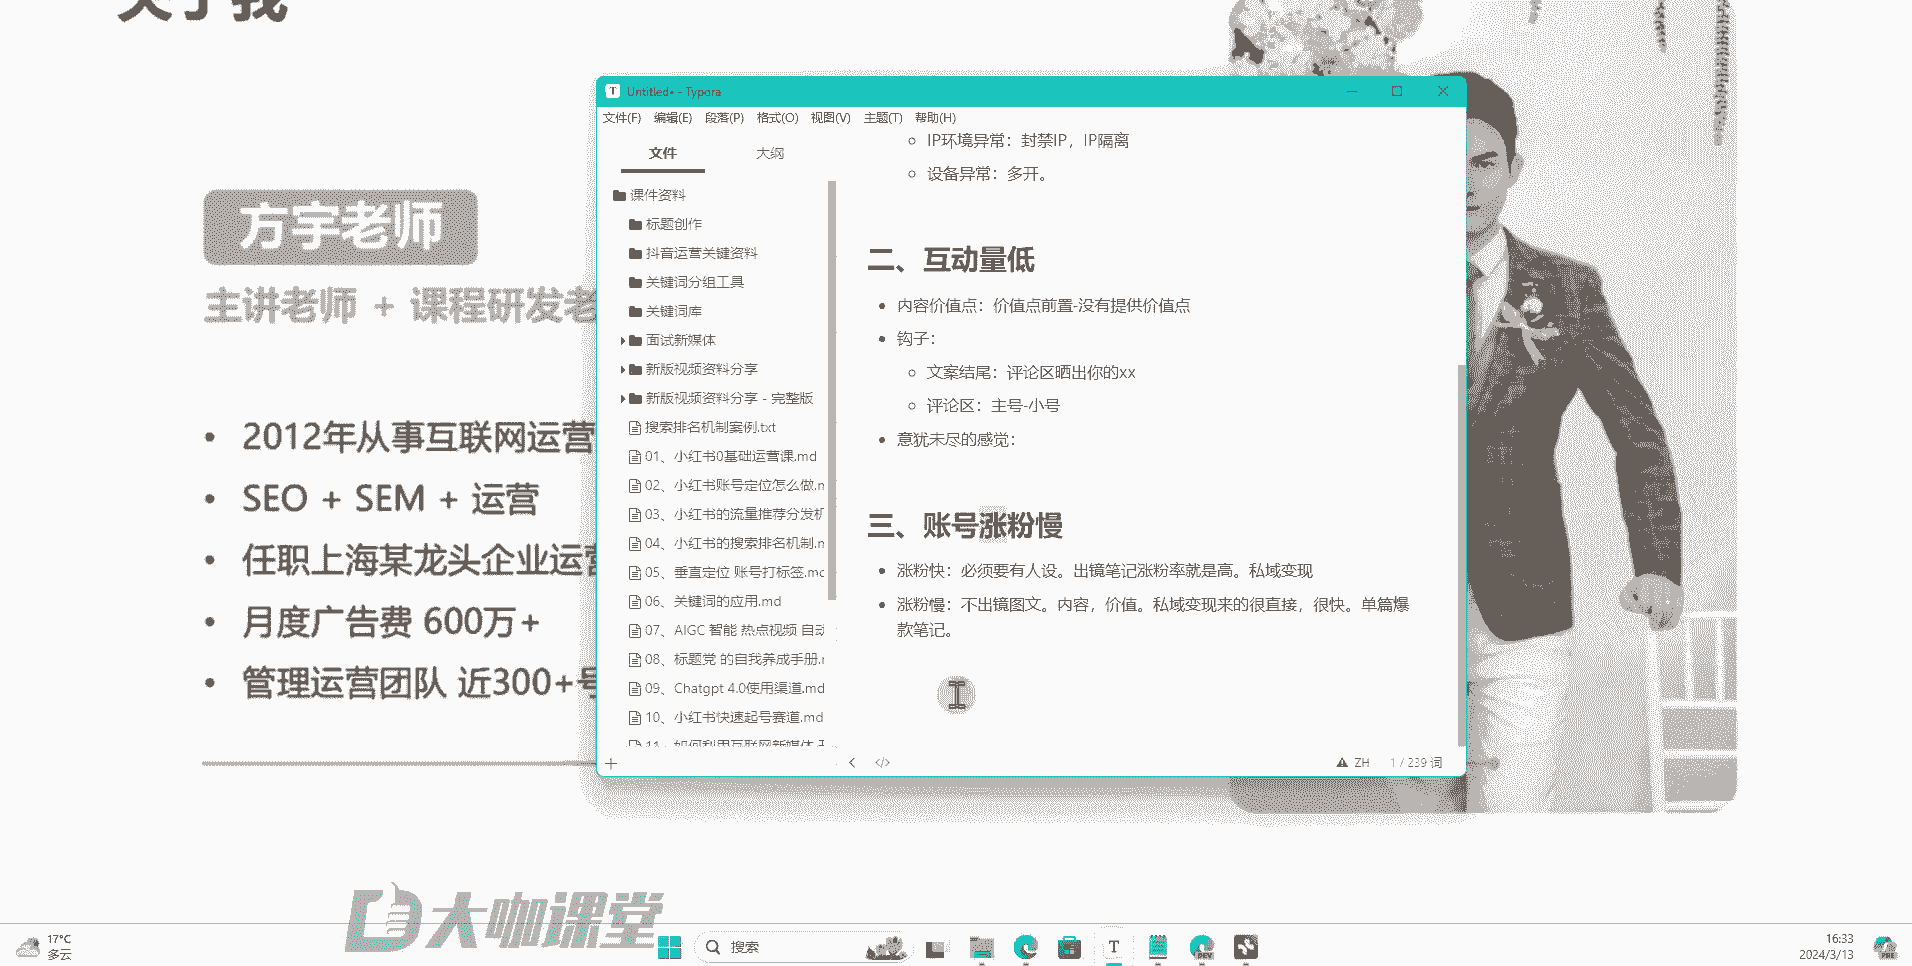 关于我
方宇老师
主讲老师 + 课程研发老
• 2012年从事互联网运营
• SEO + SEM + 运营
• 任职上海某龙头企业运营
• 月度广告费 600万+
• 管理运营团队 近300+号
Untitled• - Typora
文件(F) 编辑(E) 段落(P) 格式(O) 视图(V) 主题(T) 帮助(H)
文件 大纲
课件资料
标题创作
抖音运营关键资料
关键词分组工具
关键词库
面试新媒体
新版视频资料分享
新版视频资料分享 - 完整版
搜索排名机制案例.txt
01、小红书0基础运营课.md
02、小红书账号定位怎么做.m
03、小红书的流量推荐分发机
04、小红书的搜索排名机制.m
05、垂直定位 账号打标签.mc
06、关键词的应用.md
07、AIGC 智能 热点视频 自动
08、标题党 的自我养成手册.r
09、Chatgpt 4.0使用渠道.md
10、小红书快速起号赛道.md
11、如何利用互联网新媒体
IP环境异常：封禁IP，IP隔离
设备异常：多开。
二、互动量低
• 内容价值点：价值点前置-没有提供价值点
• 钩子：
文案结尾：评论区晒出你的xx
评论区：主号-小号
• 意犹未尽的感觉：
三、账号涨粉慢
• 涨粉快：必须要有人设。出镜笔记涨粉率就是高。私域变现
• 涨粉慢：不出镜图文。内容，价值。私域变现来的很直接，很快。单篇爆
款笔记。
ZH 1 / 239 词
大咖课堂
17°C
多云
搜索
T
DEV
16:33
2024/3/13
PRE